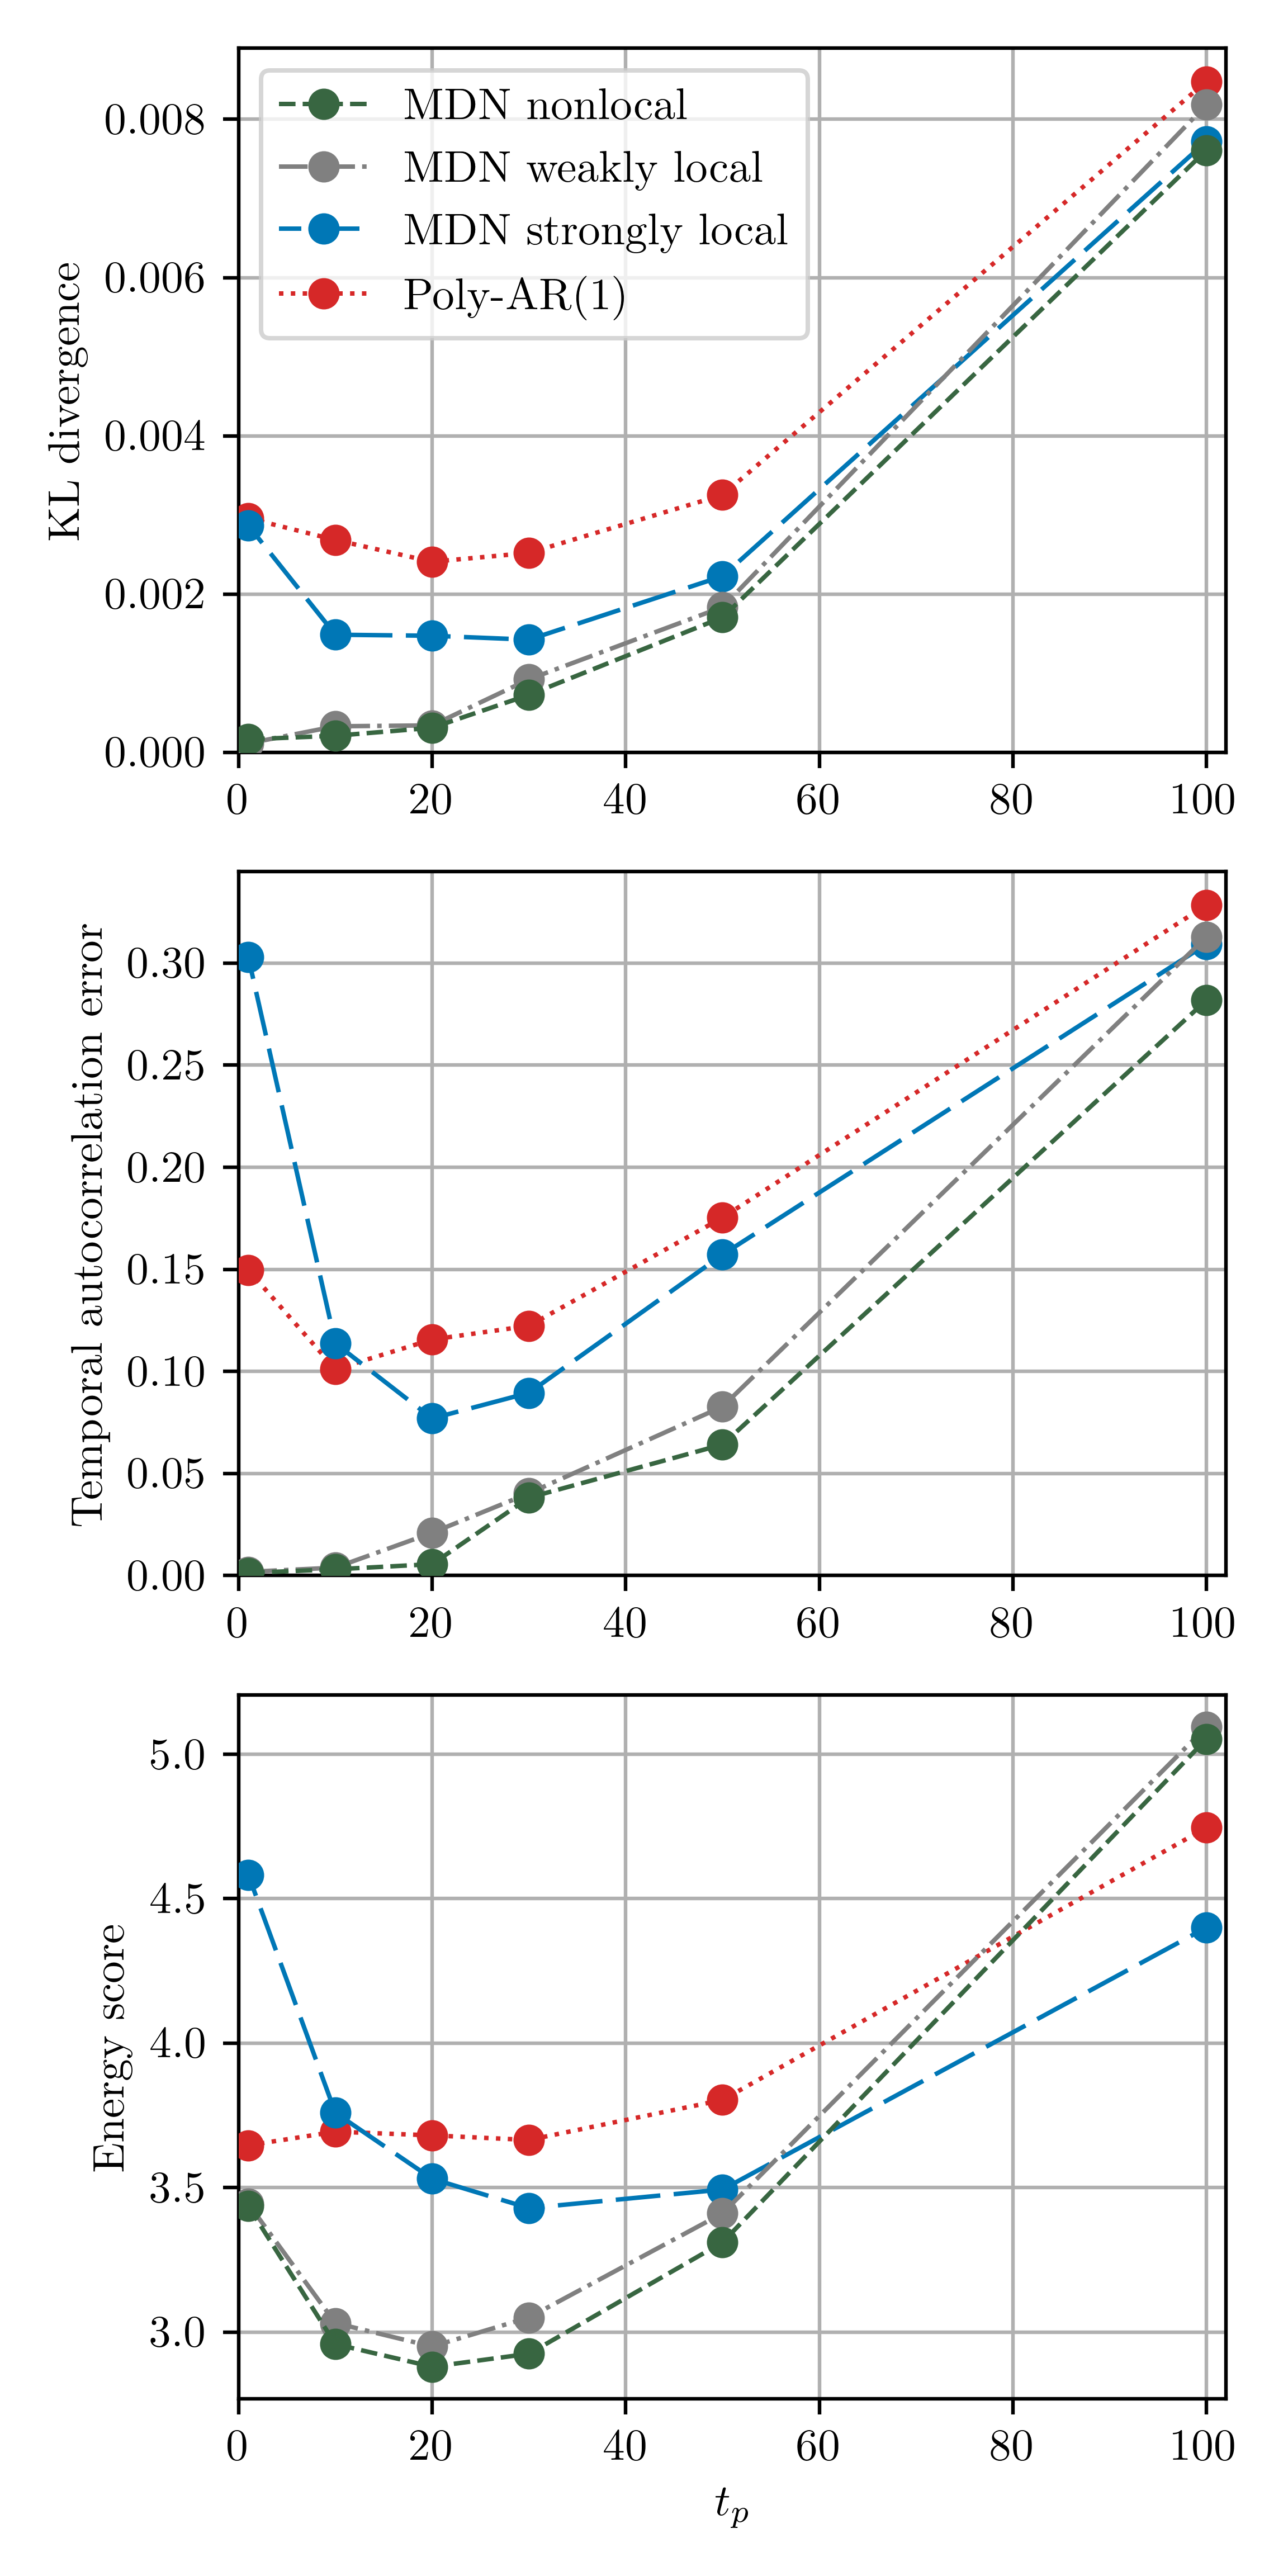 MDN nonlocal
MDN weakly local
MDN strongly local
Poly-AR(1)
KL divergence
0.008
0.006
0.004
0.002
0.000
0 20 40 60 80 100
Temporal autocorrelation error
0.30
0.25
0.20
0.15
0.10
0.05
0.00
0 20 40 60 80 100
Energy score
5.0
4.5
4.0
3.5
3.0
0 20 40 60 80 100
t_p